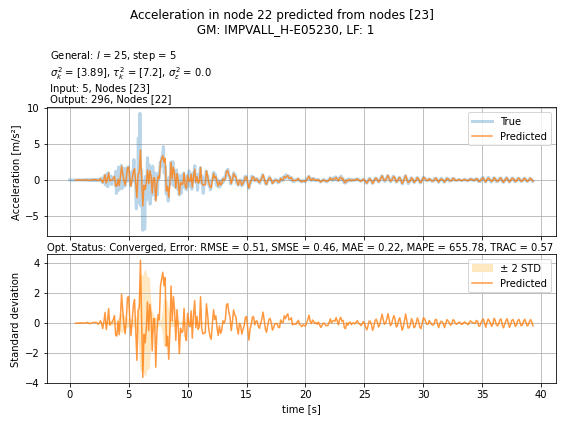 Acceleration in node 22 predicted from nodes [23]
GM: IMPVALL_H-E05230, LF: 1
General: l = 25, step = 5
σ²ₖ = [3.89], τ²ₖ = [7.2], σ²ε = 0.0
Input: 5, Nodes [23]
Output: 296, Nodes [22]
10
5
0
−5
Acceleration [m/s²]
True
Predicted
Opt. Status: Converged, Error: RMSE = 0.51, SMSE = 0.46, MAE = 0.22, MAPE = 655.78, TRAC = 0.57
4
2
0
−2
−4
Standard deviation
± 2 STD
Predicted
0 5 10 15 20 25 30 35 40
time [s]